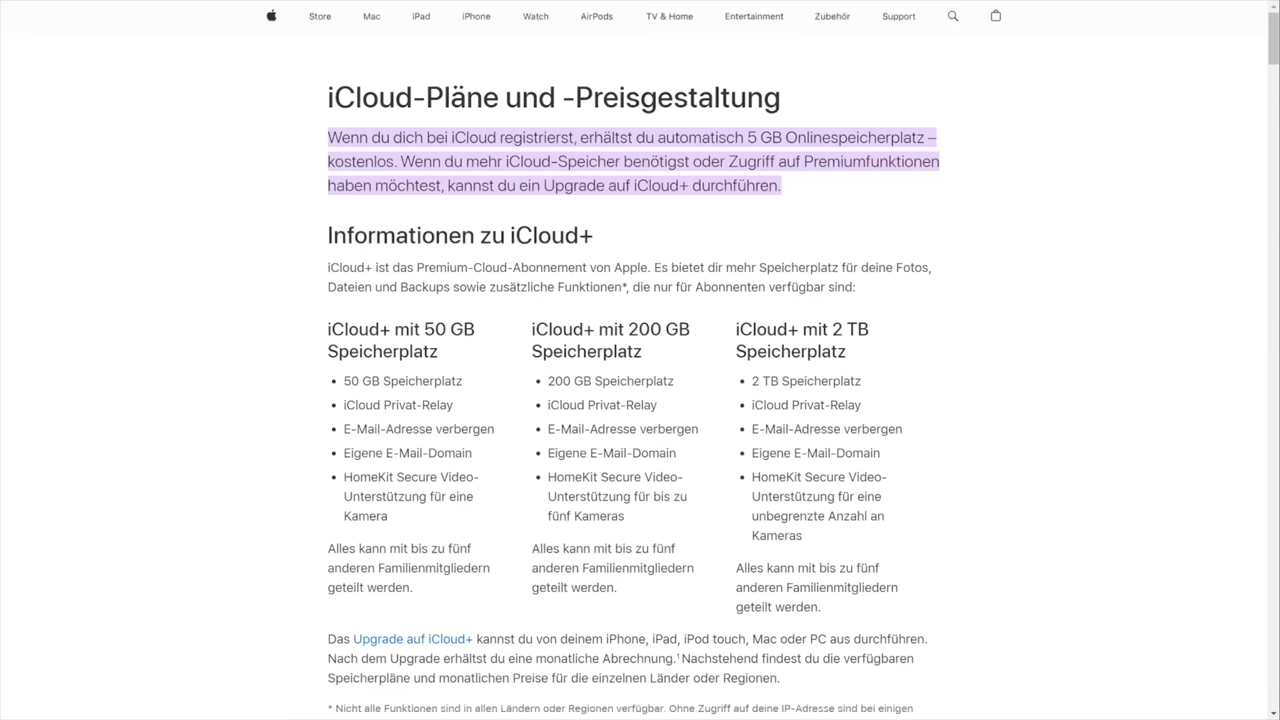 Store Mac iPad iPhone Watch AirPods TV & Home Entertainment Zubehör Support
iCloud-Pläne und -Preisgestaltung
Wenn du dich bei iCloud registrierst, erhältst du automatisch 5 GB Onlinespeicherplatz –
kostenlos. Wenn du mehr iCloud-Speicher benötigst oder Zugriff auf Premiumfunktionen
haben möchtest, kannst du ein Upgrade auf iCloud+ durchführen.
Informationen zu iCloud+
iCloud+ ist das Premium-Cloud-Abonnement von Apple. Es bietet dir mehr Speicherplatz für deine Fotos,
Dateien und Backups sowie zusätzliche Funktionen*, die nur für Abonnenten verfügbar sind:
iCloud+ mit 50 GB
Speicherplatz
• 50 GB Speicherplatz
• iCloud Privat-Relay
• E-Mail-Adresse verbergen
• Eigene E-Mail-Domain
• HomeKit Secure Video-
Unterstützung für eine
Kamera
Alles kann mit bis zu fünf
anderen Familienmitgliedern
geteilt werden.
iCloud+ mit 200 GB
Speicherplatz
• 200 GB Speicherplatz
• iCloud Privat-Relay
• E-Mail-Adresse verbergen
• Eigene E-Mail-Domain
• HomeKit Secure Video-
Unterstützung für bis zu
fünf Kameras
Alles kann mit bis zu fünf
anderen Familienmitgliedern
geteilt werden.
iCloud+ mit 2 TB
Speicherplatz
• 2 TB Speicherplatz
• iCloud Privat-Relay
• E-Mail-Adresse verbergen
• Eigene E-Mail-Domain
• HomeKit Secure Video-
Unterstützung für eine
unbegrenzte Anzahl an
Kameras
Alles kann mit bis zu fünf
anderen Familienmitgliedern
geteilt werden.
Das Upgrade auf iCloud+ kannst du von deinem iPhone, iPad, iPod touch, Mac oder PC aus durchführen.
Nach dem Upgrade erhältst du eine monatliche Abrechnung.¹ Nachstehend findest du die verfügbaren
Speicherpläne und monatlichen Preise für die einzelnen Länder oder Regionen.
* Nicht alle Funktionen sind in allen Ländern oder Regionen verfügbar. Ohne Zugriff auf deine IP-Adresse sind bei einigen